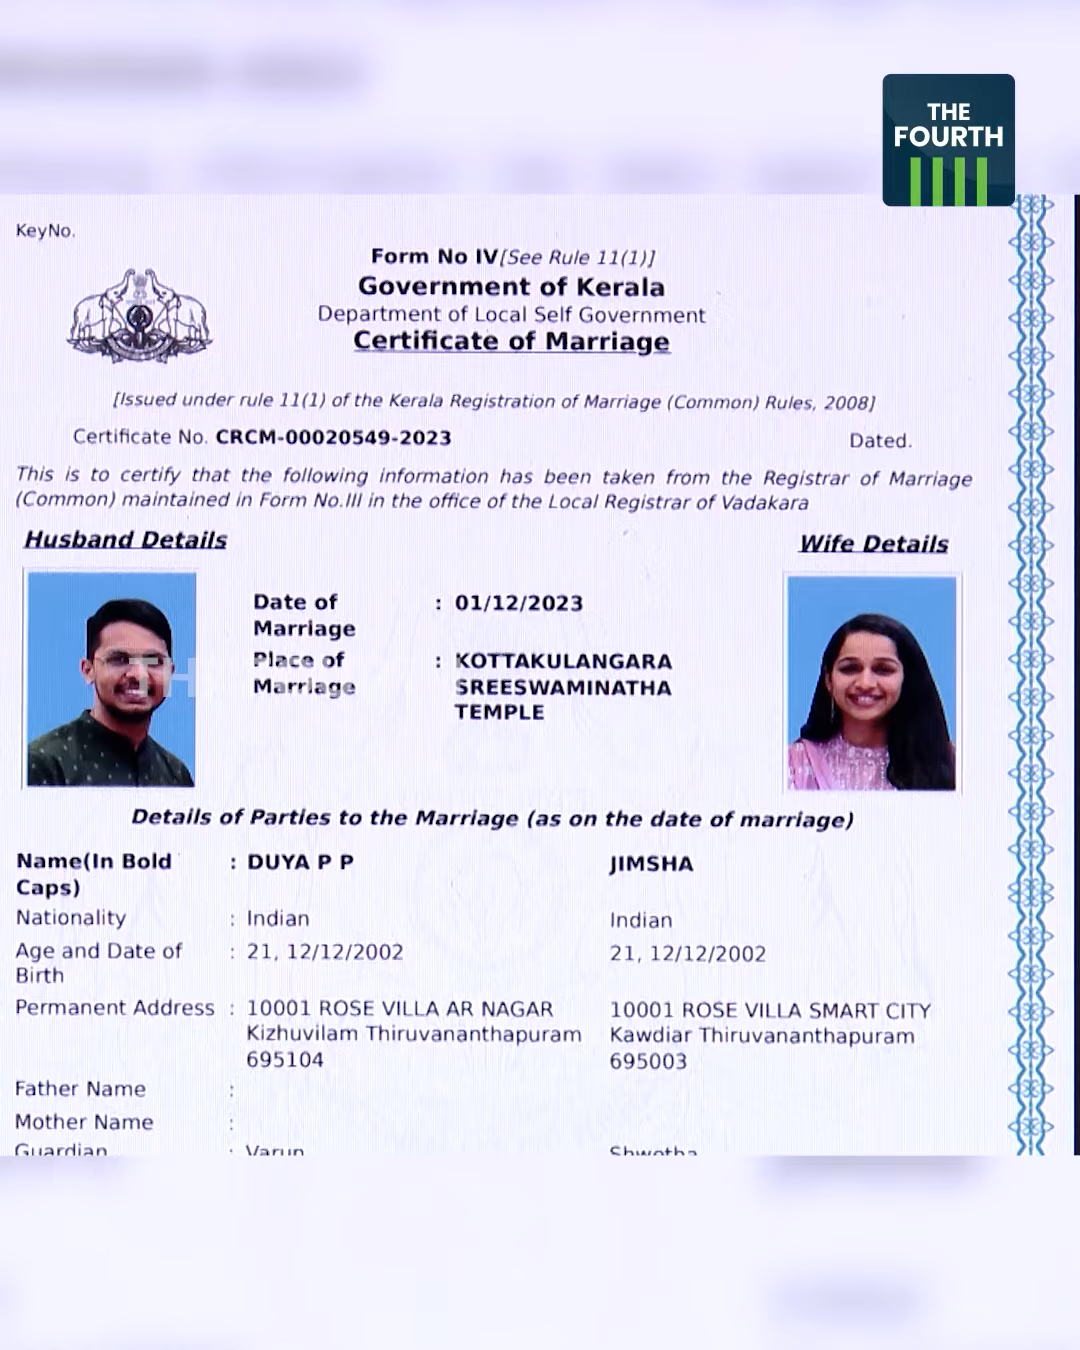 THE
FOURTH
KeyNo.
Form No IV[See Rule 11(1)]
Government of Kerala
Department of Local Self Government
Certificate of Marriage
[Issued under rule 11(1) of the Kerala Registration of Marriage (Common) Rules, 2008]
Certificate No. CRCM-00020549-2023 Dated.
This is to certify that the following information has been taken from the Registrar of Marriage
(Common) maintained in Form No.III in the office of the Local Registrar of Vadakara
Husband Details Wife Details
Date of Marriage : 01/12/2023
Place of Marriage : KOTTAKULANGARA
SREESWAMINATHA
TEMPLE
TH
Details of Parties to the Marriage (as on the date of marriage)
Name(In Bold : DUYA P P JIMSHA
Caps)
Nationality : Indian Indian
Age and Date of : 21, 12/12/2002 21, 12/12/2002
Birth
Permanent Address : 10001 ROSE VILLA AR NAGAR 10001 ROSE VILLA SMART CITY
Kizhuvilam Thiruvananthapuram Kawdiar Thiruvananthapuram
695104 695003
Father Name :
Mother Name :
Guardian : Varun Shwetha